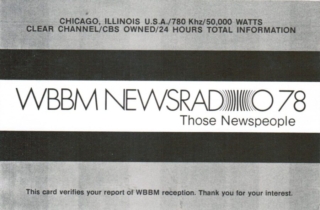 CHICAGO, ILLINOIS U.S.A./780 Khz/50,000 WATTS
CLEAR CHANNEL/CBS OWNED/24 HOURS TOTAL INFORMATION
WBBM NEWSRADIO 78
Those Newspeople
This card verifies your report of WBBM reception. Thank you for your interest.